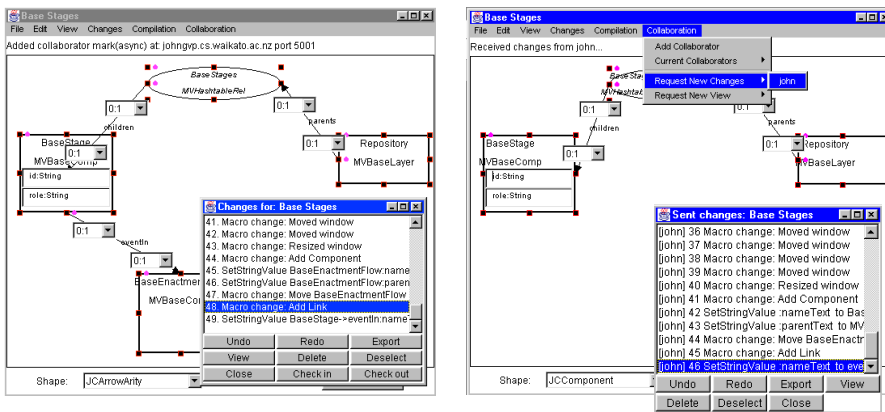 Base Stages
File Edit View Changes Compilation Collaboration
Added collaborator mark(async) at: johngvp.cs.waikato.ac.nz port 5001
Base Stages
MVHashtableRel
0:1
0:1
children
parents
BaseStage
0:1
MVBaseComp
id:String
role:String
0:1
Repository
MVBaseLayer
0:1
eventIn
0:1
BaseEnactmen
MVBaseCo
Changes for: Base Stages
41. Macro change: Moved window
42. Macro change: Moved window
43. Macro change: Resized window
44. Macro change: Add Component
45. SetStringValue BaseEnactmentFlow:name
46. SetStringValue BaseEnactmentFlow:paren
47. Macro change: Move BaseEnactmentFlow
48. Macro change: Add Link
49. SetStringValue BaseStage->eventIn:name
Undo Redo Export
View Delete Deselect
Close Check in Check out
Shape: JCArrowArity
Base Stages
File Edit View Changes Compilation Collaboration
Received changes from john...
Add Collaborator
Current Collaborators
Request New Changes
john
Request New View
Base Sta
MVHashtab
0:1
0:1
children
parents
BaseStage
MVBaseComp
0:1
id:String
role:String
0:1
Repository
MVBaseLayer
Sent changes: Base Stages
[john] 36 Macro change: Moved window
[john] 37 Macro change: Moved window
[john] 38 Macro change: Moved window
[john] 39 Macro change: Moved window
[john] 40 Macro change: Resized window
[john] 41 Macro change: Add Component
[john] 42 SetStringValue :nameText to Bas
[john] 43 SetStringValue :parentText to MV
[john] 44 Macro change: Move BaseEnactr
[john] 45 Macro change: Add Link
[john] 46 SetStringValue :nameText to eve
Undo Redo Export View
Delete Deselect Close
Shape: JCComponent